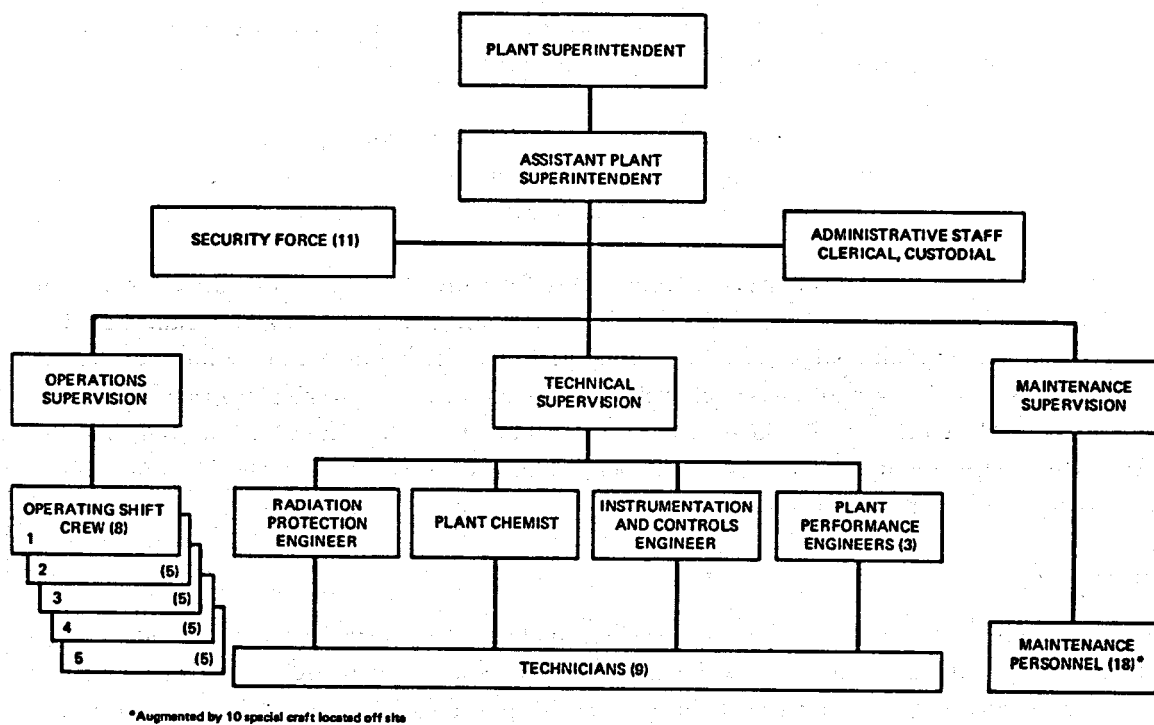 PLANT SUPERINTENDENT
ASSISTANT PLANT
SUPERINTENDENT
SECURITY FORCE (11)
ADMINISTRATIVE STAFF
CLERICAL, CUSTODIAL
OPERATIONS
SUPERVISION
TECHNICAL
SUPERVISION
MAINTENANCE
SUPERVISION
OPERATING SHIFT
CREW (8)
1
2 (5)
3 (5)
4 (5)
5 (5)
RADIATION
PROTECTION
ENGINEER
PLANT CHEMIST
INSTRUMENTATION
AND CONTROLS
ENGINEER
PLANT
PERFORMANCE
ENGINEERS (3)
TECHNICIANS (9)
MAINTENANCE
PERSONNEL (18)*
*Augmented by 10 special craft located off site